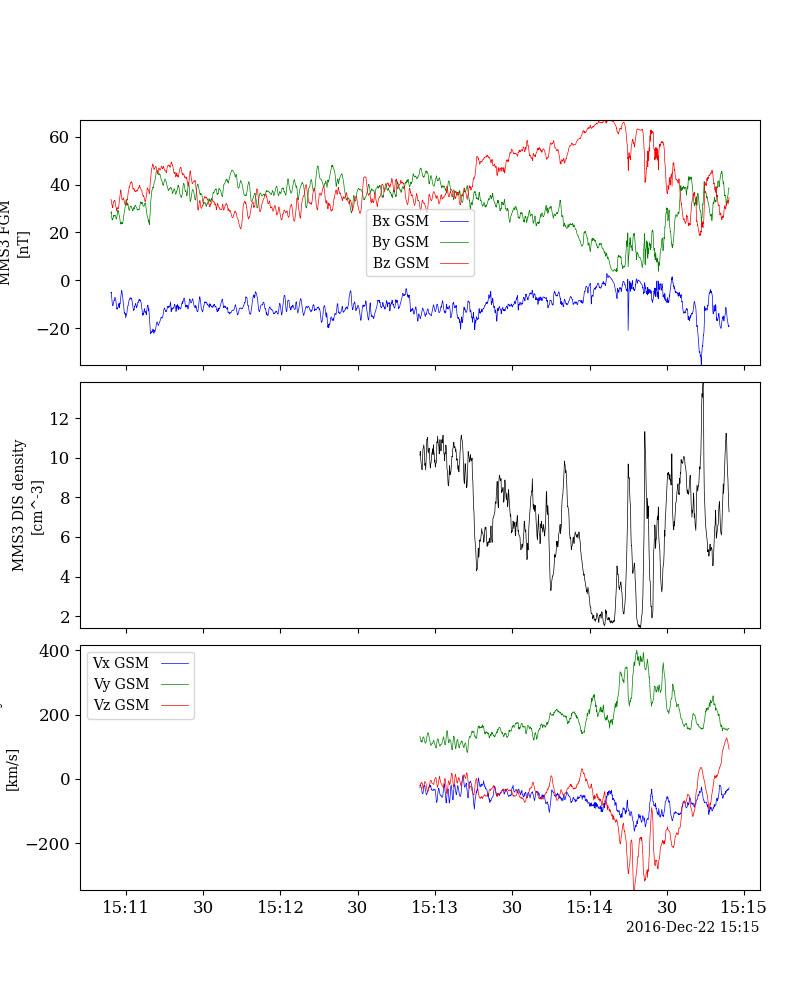 60
40
20
0
−20
MMS3 FGM
[nT]
Bx GSM
By GSM
Bz GSM
12
10
8
6
4
2
MMS3 DIS density
[cm^-3]
400
200
0
−200
[km/s]
Vx GSM
Vy GSM
Vz GSM
15:11 30 15:12 30 15:13 30 15:14 30 15:15
2016-Dec-22 15:15